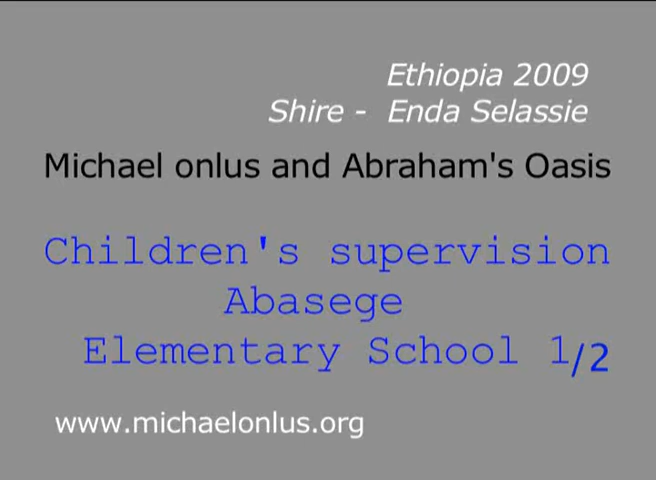 Ethiopia 2009
Shire - Enda Selassie
Michael onlus and Abraham's Oasis
Children's supervision
Abasege
Elementary School 1/2
www.michaelonlus.org